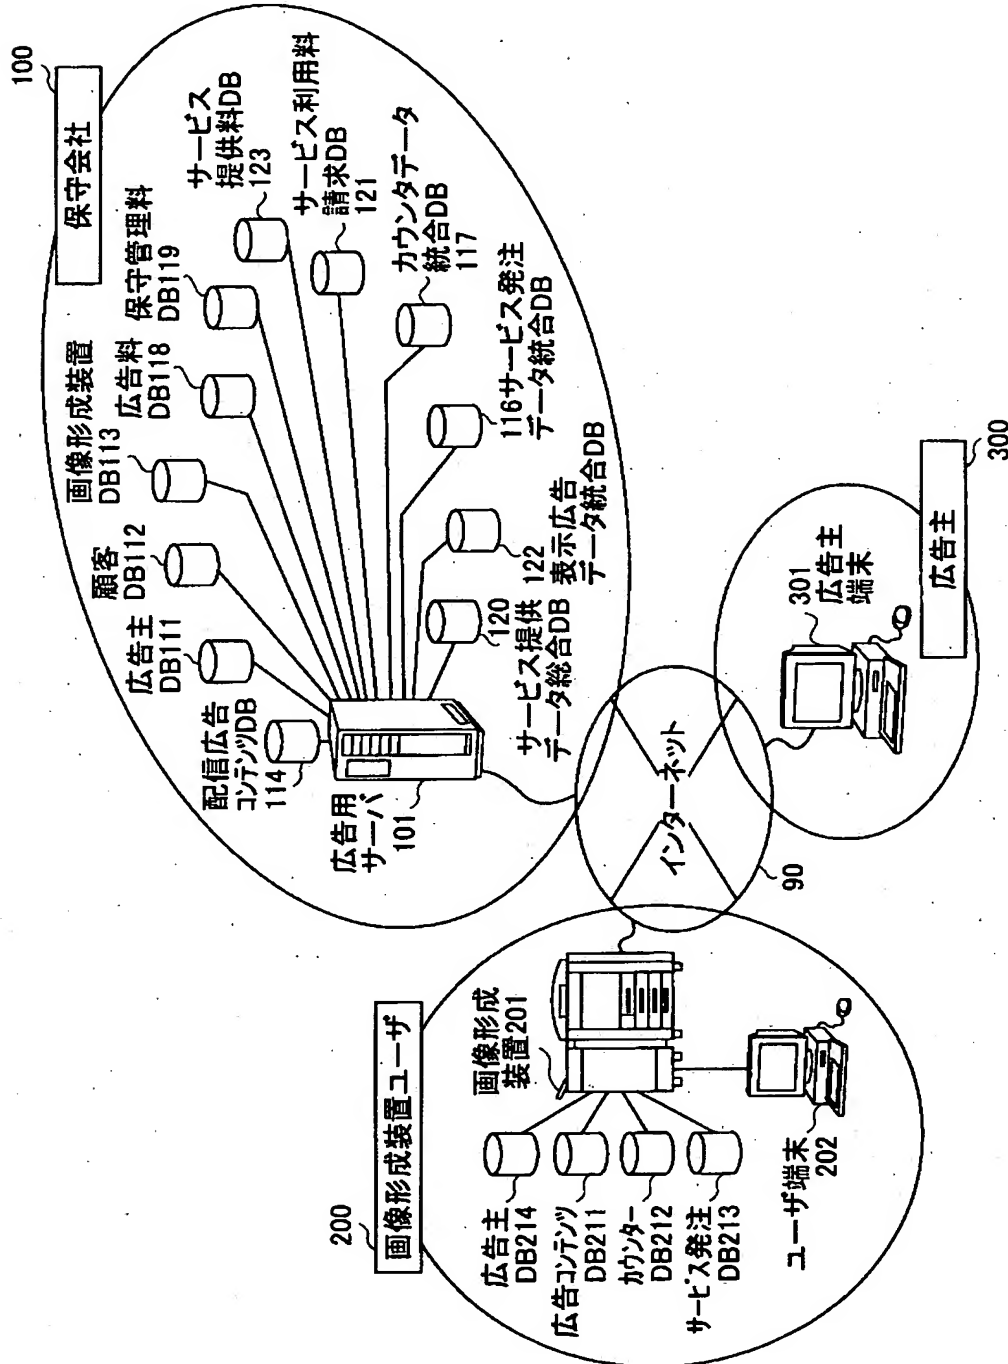 100
保守会社
サービス
提供料DB
123
サービス利用料
請求DB
121
カウンタデータ
統合DB
117
116サービス発注
データ統合DB
122
表示広告
データ統合DB
120
サービス提供
データ総合DB
保守管理料
DB119
広告料
DB118
画像形成装置
DB113
顧客
DB112
広告主
DB111
配信広告
コンテンツDB
114
広告用
サーバ
101
インターネット
90
200
画像形成装置ユーザ
画像形成
装置201
広告主
DB214
広告コンテンツ
DB211
カウンター
DB212
サービス発注
DB213
ユーザ端末
202
300
広告主
301
広告主
端末